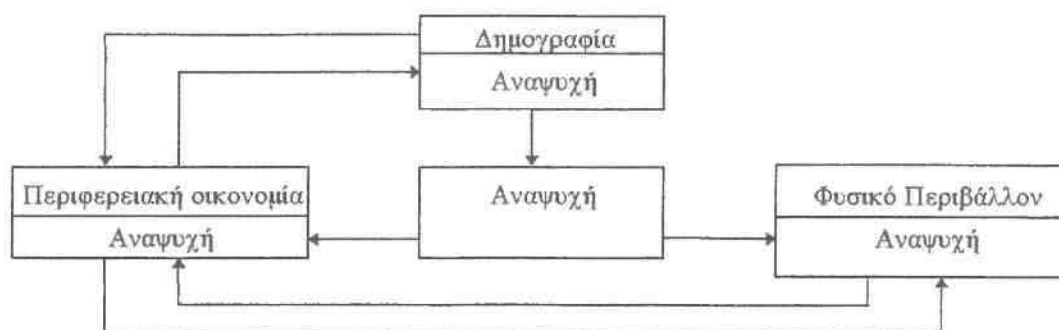 Δημογραφία
Αναψυχή
Περιφερειακή οικονομία
Αναψυχή
Αναψυχή
Φυσικό Περιβάλλον
Αναψυχή